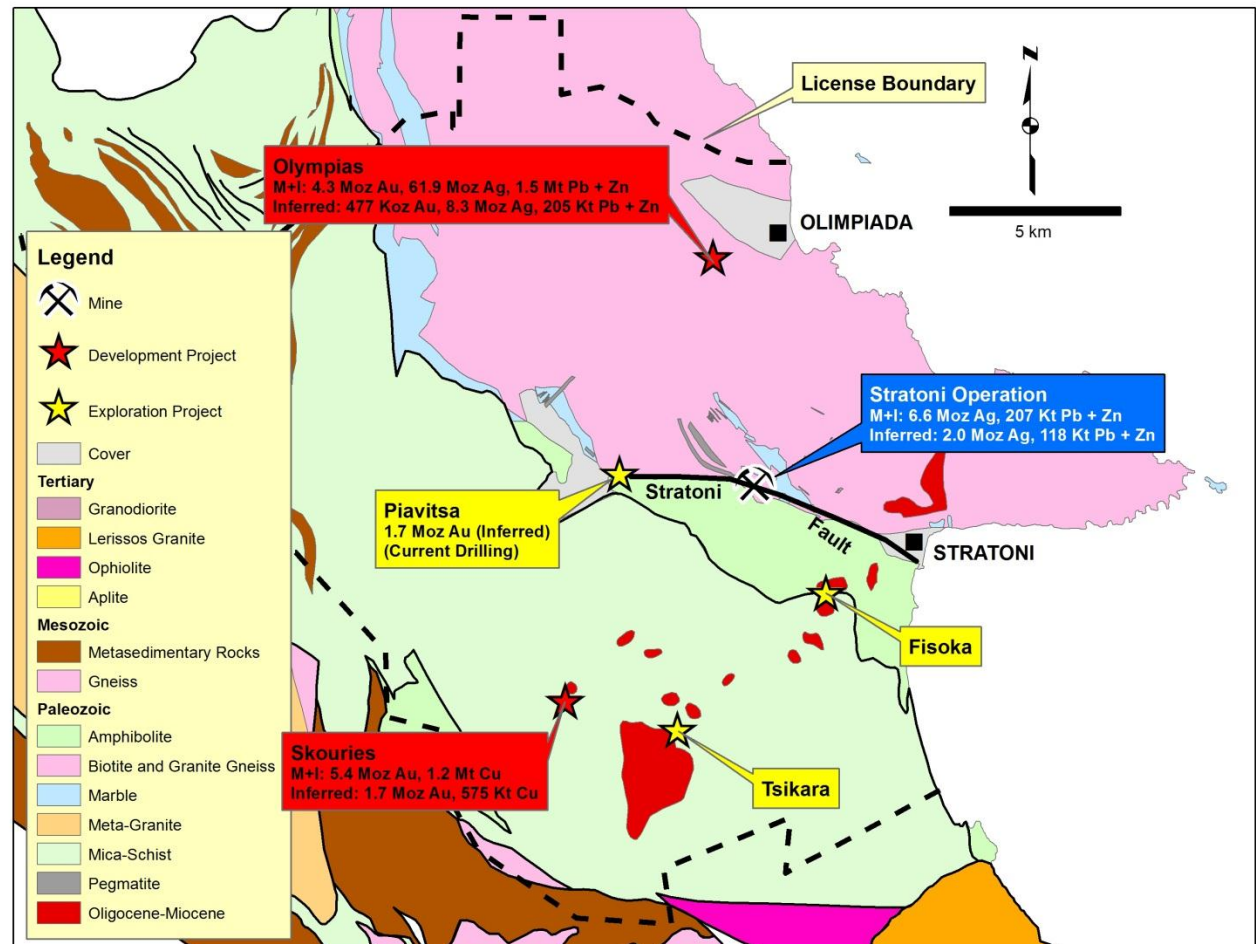 License Boundary
N
Olympias
M+I: 4.3 Moz Au, 61.9 Moz Ag, 1.5 Mt Pb + Zn
Inferred: 477 Koz Au, 8.3 Moz Ag, 205 Kt Pb + Zn
OLIMPIADA
5 km
Legend
Mine
Development Project
Exploration Project
Cover
Tertiary
Granodiorite
Lerissos Granite
Ophiolite
Aplite
Mesozoic
Metasedimentary Rocks
Gneiss
Paleozoic
Amphibolite
Biotite and Granite Gneiss
Marble
Meta-Granite
Mica-Schist
Pegmatite
Oligocene-Miocene
Stratoni Operation
M+I: 6.6 Moz Ag, 207 Kt Pb + Zn
Inferred: 2.0 Moz Ag, 118 Kt Pb + Zn
Piavitsa
1.7 Moz Au (Inferred)
(Current Drilling)
Stratoni
Fault
STRATONI
Fisoka
Skouries
M+I: 5.4 Moz Au, 1.2 Mt Cu
Inferred: 1.7 Moz Au, 575 Kt Cu
Tsikara